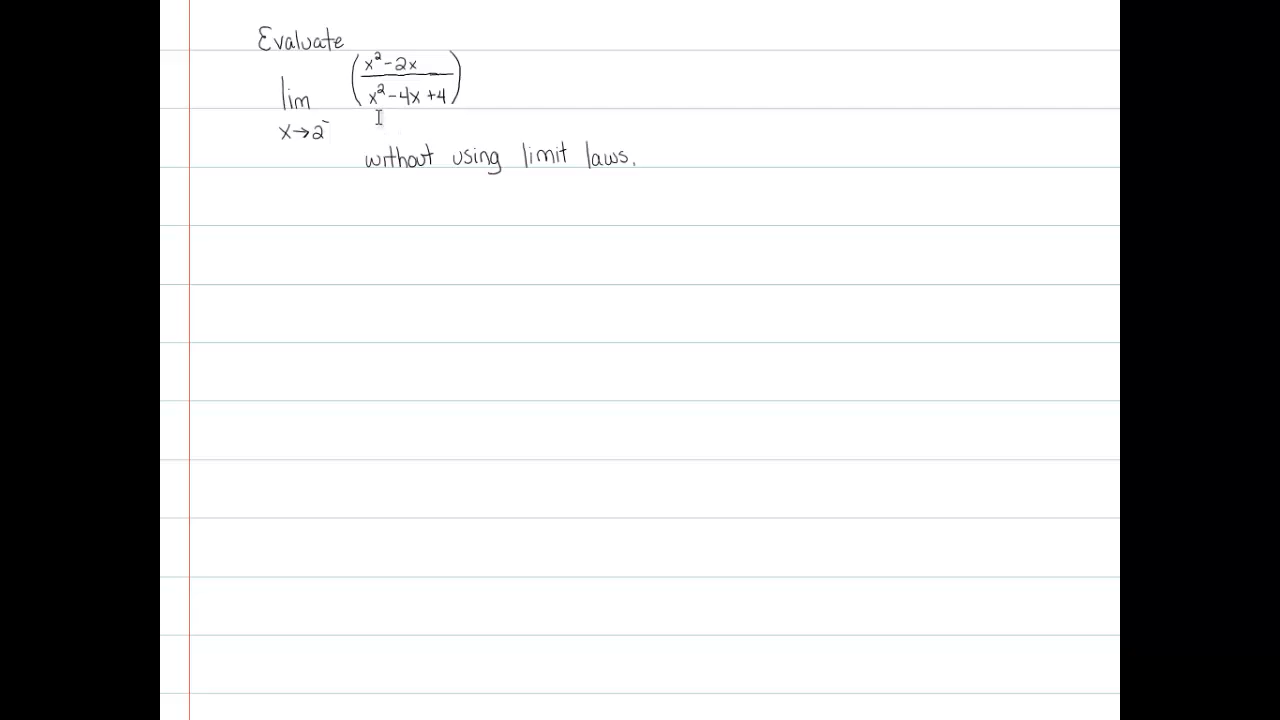 Evaluate
lim x→2⁻ ( (x² - 2x) / (x² - 4x + 4) )
without using limit laws.